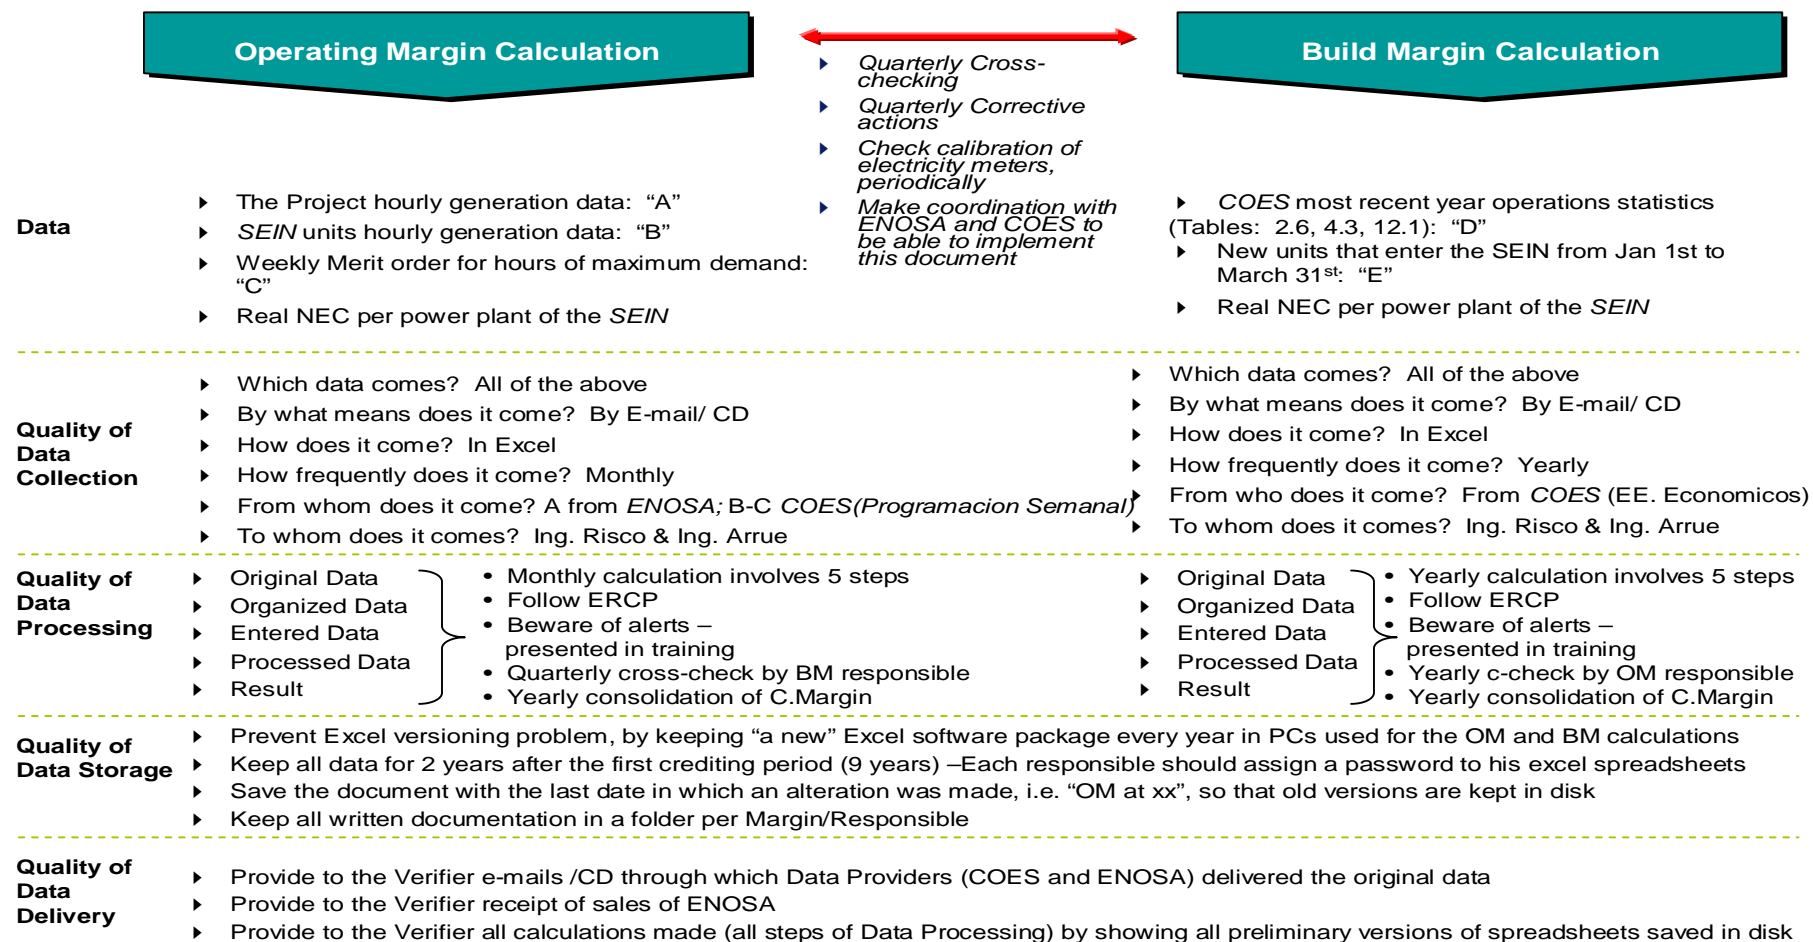 Operating Margin Calculation
Build Margin Calculation
Quarterly Cross-
checking
Quarterly Corrective
actions
Check calibration of
electricity meters,
periodically
Make coordination with
ENOSA and COES to
be able to implement
this document
Data
The Project hourly generation data:  “A”
SEIN units hourly generation data:  “B”
Weekly Merit order for hours of maximum demand:
“C”
Real NEC per power plant of the SEIN
COES most recent year operations statistics
(Tables:  2.6, 4.3, 12.1):  “D”
New units that enter the SEIN from Jan 1st to
March 31st:  “E”
Real NEC per power plant of the SEIN
Quality of
Data
Collection
Which data comes?  All of the above
By what means does it come?  By E-mail/ CD
How does it come?  In Excel
How frequently does it come?  Monthly
From whom does it come? A from ENOSA; B-C COES(Programacion Semanal)
To whom does it comes?  Ing. Risco & Ing. Arrue
Which data comes?  All of the above
By what means does it come?  By E-mail/ CD
How does it come?  In Excel
How frequently does it come?  Yearly
From who does it come?  From COES (EE. Economicos)
To whom does it comes?  Ing. Risco & Ing. Arrue
Quality of
Data
Processing
Original Data
Organized Data
Entered Data
Processed Data
Result
• Monthly calculation involves 5 steps
• Follow ERCP
• Beware of alerts –
presented in training
• Quarterly cross-check by BM responsible
• Yearly consolidation of C.Margin
Original Data
Organized Data
Entered Data
Processed Data
Result
• Yearly calculation involves 5 steps
• Follow ERCP
• Beware of alerts –
presented in training
• Yearly c-check by OM responsible
• Yearly consolidation of C.Margin
Quality of
Data Storage
Prevent Excel versioning problem, by keeping “a new” Excel software package every year in PCs used for the OM and BM calculations
Keep all data for 2 years after the first crediting period (9 years) –Each responsible should assign a password to his excel spreadsheets
Save the document with the last date in which an alteration was made, i.e. “OM at xx”, so that old versions are kept in disk
Keep all written documentation in a folder per Margin/Responsible
Quality of
Data
Delivery
Provide to the Verifier e-mails /CD through which Data Providers (COES and ENOSA) delivered the original data
Provide to the Verifier receipt of sales of ENOSA
Provide to the Verifier all calculations made (all steps of Data Processing) by showing all preliminary versions of spreadsheets saved in disk